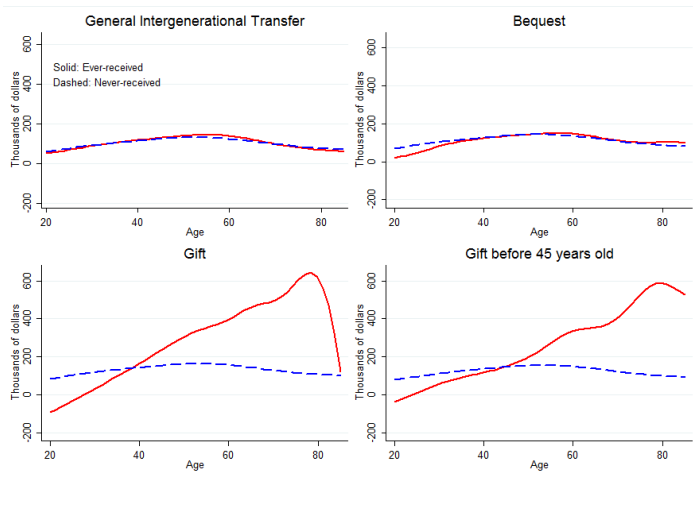 General Intergenerational Transfer
Thousands of dollars
600
400
200
0
-200
Solid: Ever-received
Dashed: Never-received
20 40 60 80
Age
Bequest
Thousands of dollars
600
400
200
0
-200
20 40 60 80
Age
Gift
Thousands of dollars
600
400
200
0
-200
20 40 60 80
Age
Gift before 45 years old
Thousands of dollars
600
400
200
0
-200
20 40 60 80
Age